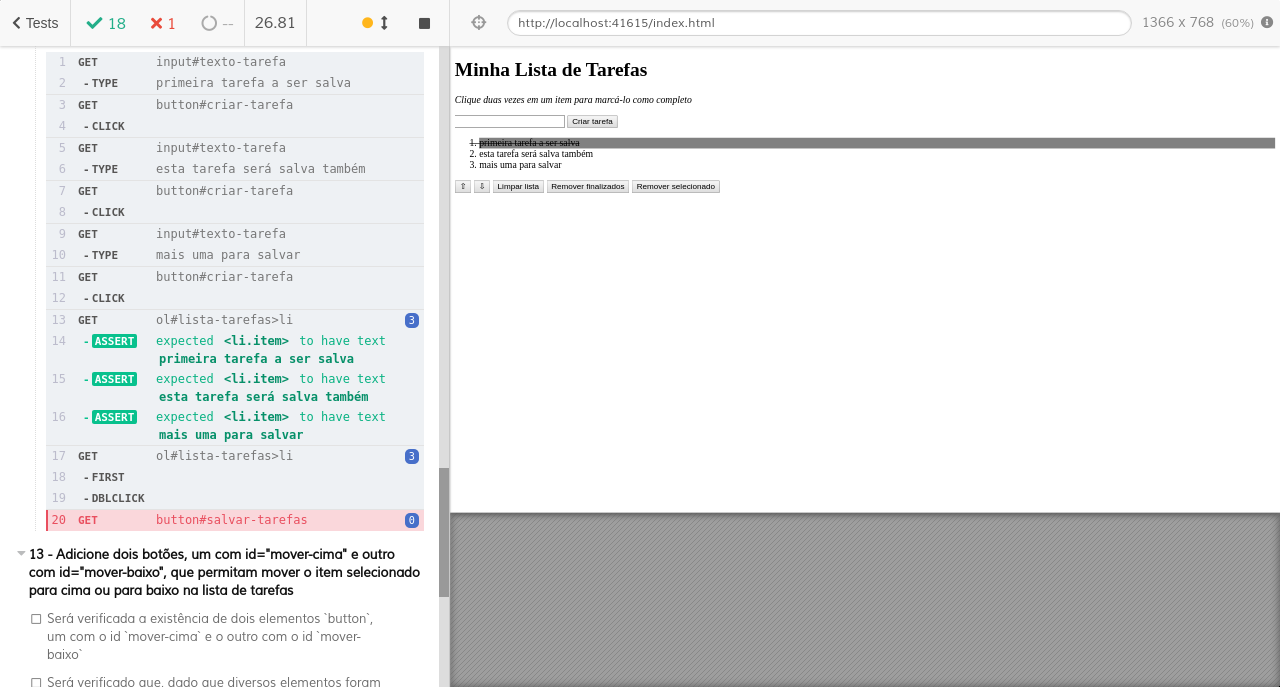 Tests 18 1 -- 26.81 http://localhost:41615/index.html 1366 x 768 (60%)
1 GET input#texto-tarefa
2 - TYPE primeira tarefa a ser salva
3 GET button#criar-tarefa
4 - CLICK
5 GET input#texto-tarefa
6 - TYPE esta tarefa será salva também
7 GET button#criar-tarefa
8 - CLICK
9 GET input#texto-tarefa
10 - TYPE mais uma para salvar
11 GET button#criar-tarefa
12 - CLICK
13 GET ol#lista-tarefas>li 3
14 - ASSERT expected <li.item> to have text
primeira tarefa a ser salva
15 - ASSERT expected <li.item> to have text
esta tarefa será salva também
16 - ASSERT expected <li.item> to have text
mais uma para salvar
17 GET ol#lista-tarefas>li 3
18 - FIRST
19 - DBLCLICK
20 GET button#salvar-tarefas 0
13 - Adicione dois botões, um com id="mover-cima" e outro
com id="mover-baixo", que permitam mover o item selecionado
para cima ou para baixo na lista de tarefas
Será verificada a existência de dois elementos `button`,
um com o id `mover-cima` e o outro com o id `mover-
baixo`
Será verificado que, dado que diversos elementos foram
Minha Lista de Tarefas
Clique duas vezes em um item para marcá-lo como completo
Criar tarefa
1. primeira tarefa a ser salva
2. esta tarefa será salva também
3. mais uma para salvar
⇧ ⇩ Limpar lista Remover finalizados Remover selecionado